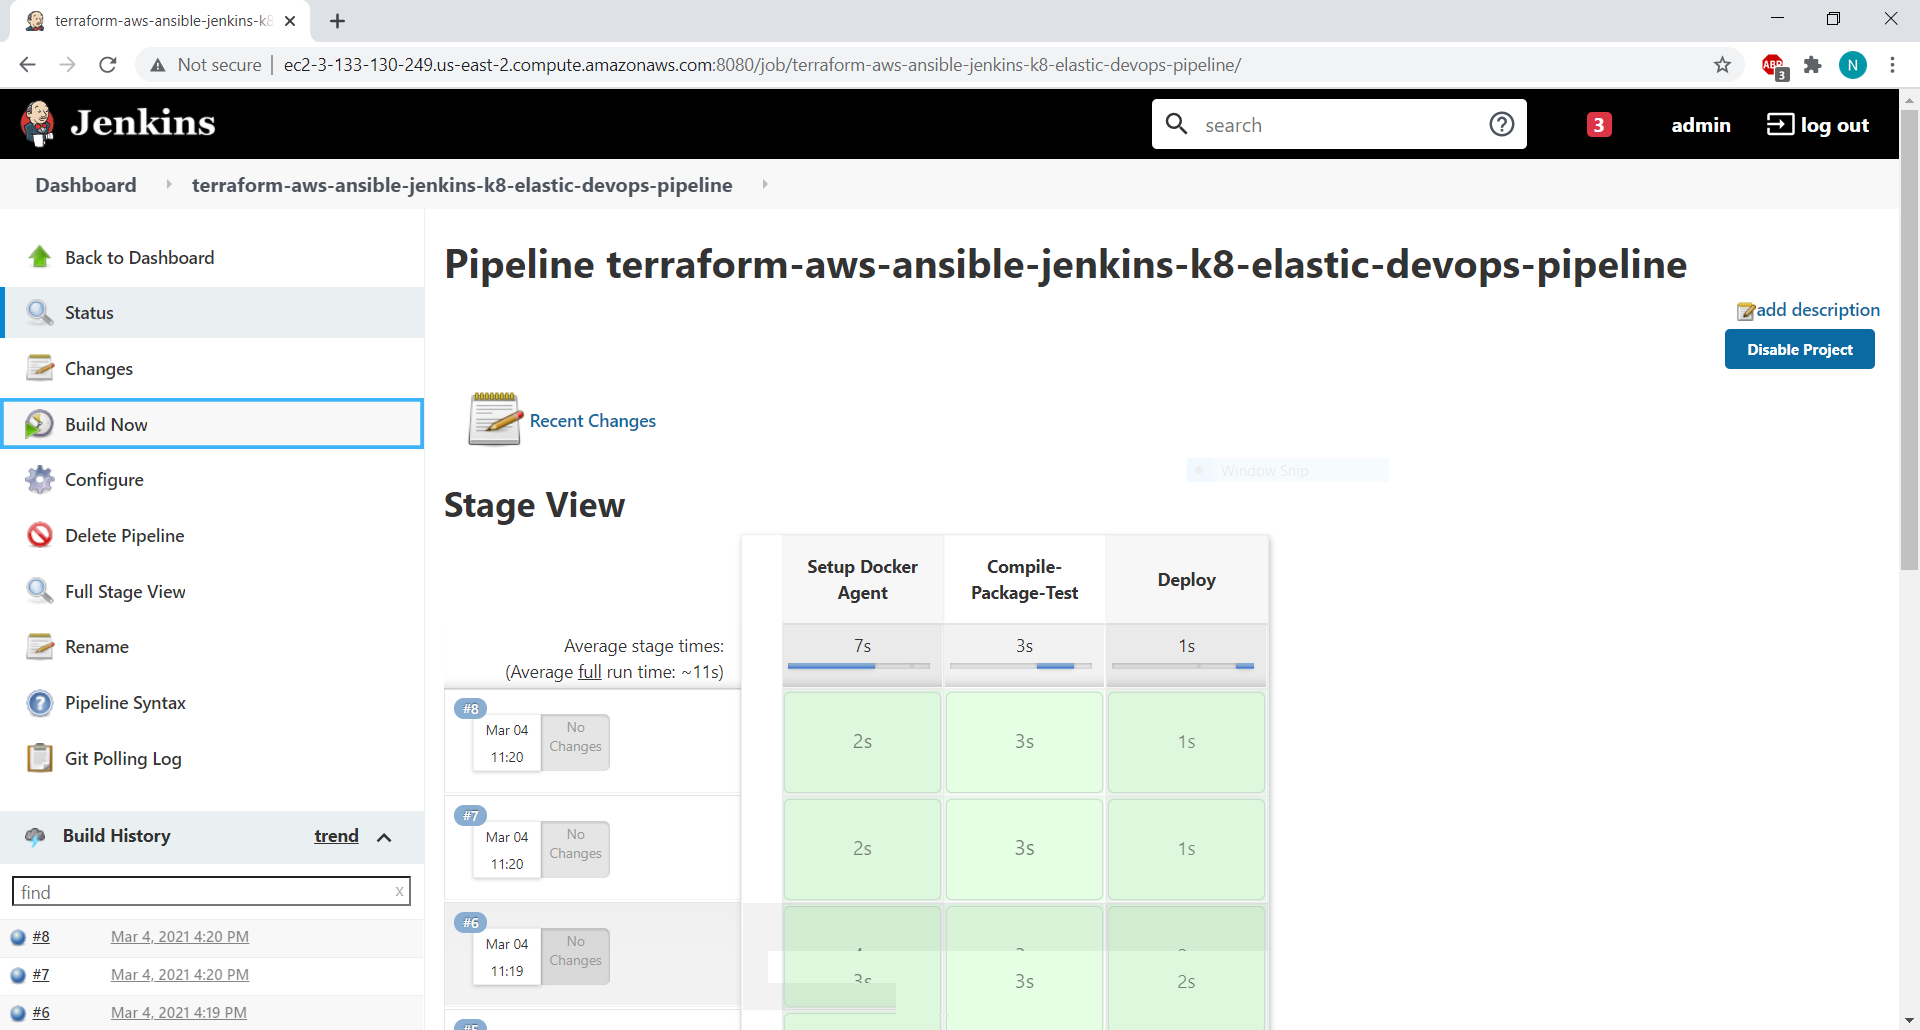 terraform-aws-ansible-jenkins-k8
Not secure
ec2-3-133-130-249.us-east-2.compute.amazonaws.com:8080/job/terraform-aws-ansible-jenkins-k8-elastic-devops-pipeline/
ABP
3
N
Jenkins
search
3
admin
log out
Dashboard
terraform-aws-ansible-jenkins-k8-elastic-devops-pipeline
Back to Dashboard
Status
Changes
Build Now
Configure
Delete Pipeline
Full Stage View
Rename
Pipeline Syntax
Git Polling Log
Build History
trend
find
x
#8
Mar 4, 2021 4:20 PM
#7
Mar 4, 2021 4:20 PM
#6
Mar 4, 2021 4:19 PM
Pipeline terraform-aws-ansible-jenkins-k8-elastic-devops-pipeline
add description
Disable Project
Recent Changes
Window Snip
Stage View
Setup Docker
Agent
Compile-
Package-Test
Deploy
Average stage times:
(Average full run time: ~11s)
7s
3s
1s
#8
Mar 04
11:20
No
Changes
2s
3s
1s
#7
Mar 04
11:20
No
Changes
2s
3s
1s
#6
Mar 04
11:19
No
Changes
3s
3s
2s
#5